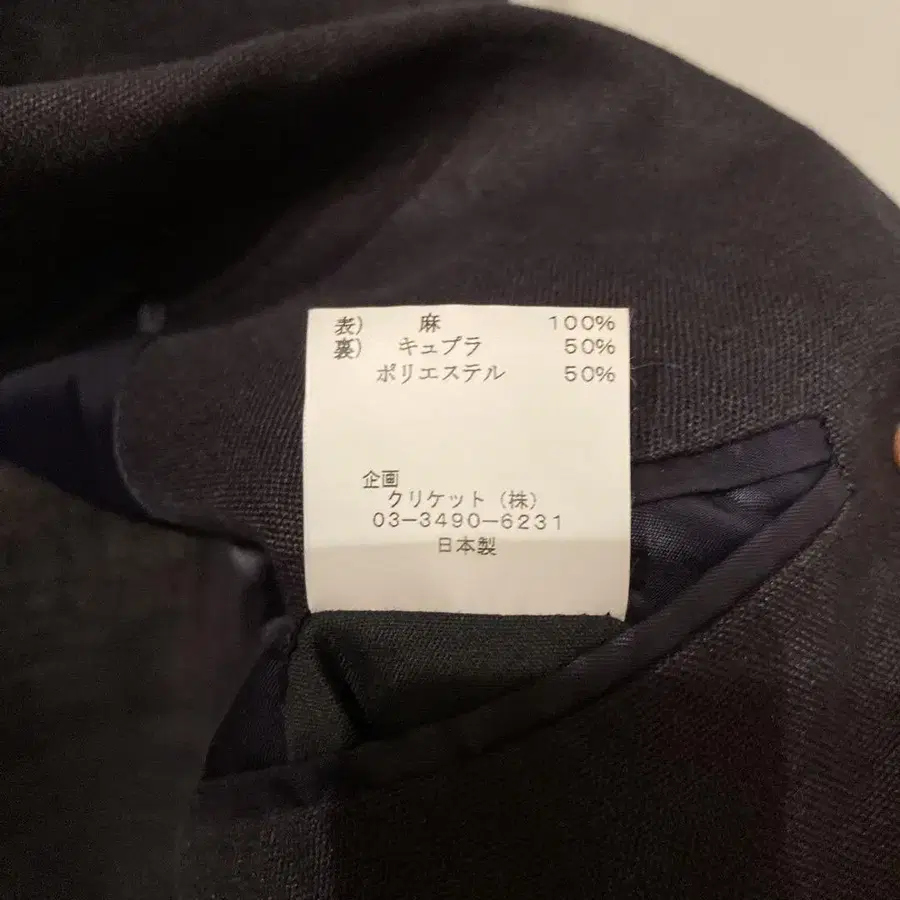 表) 麻 100%
裏) キュプラ 50%
ポリエステル 50%
企画
クリケット (株)
03-3490-6231
日本製